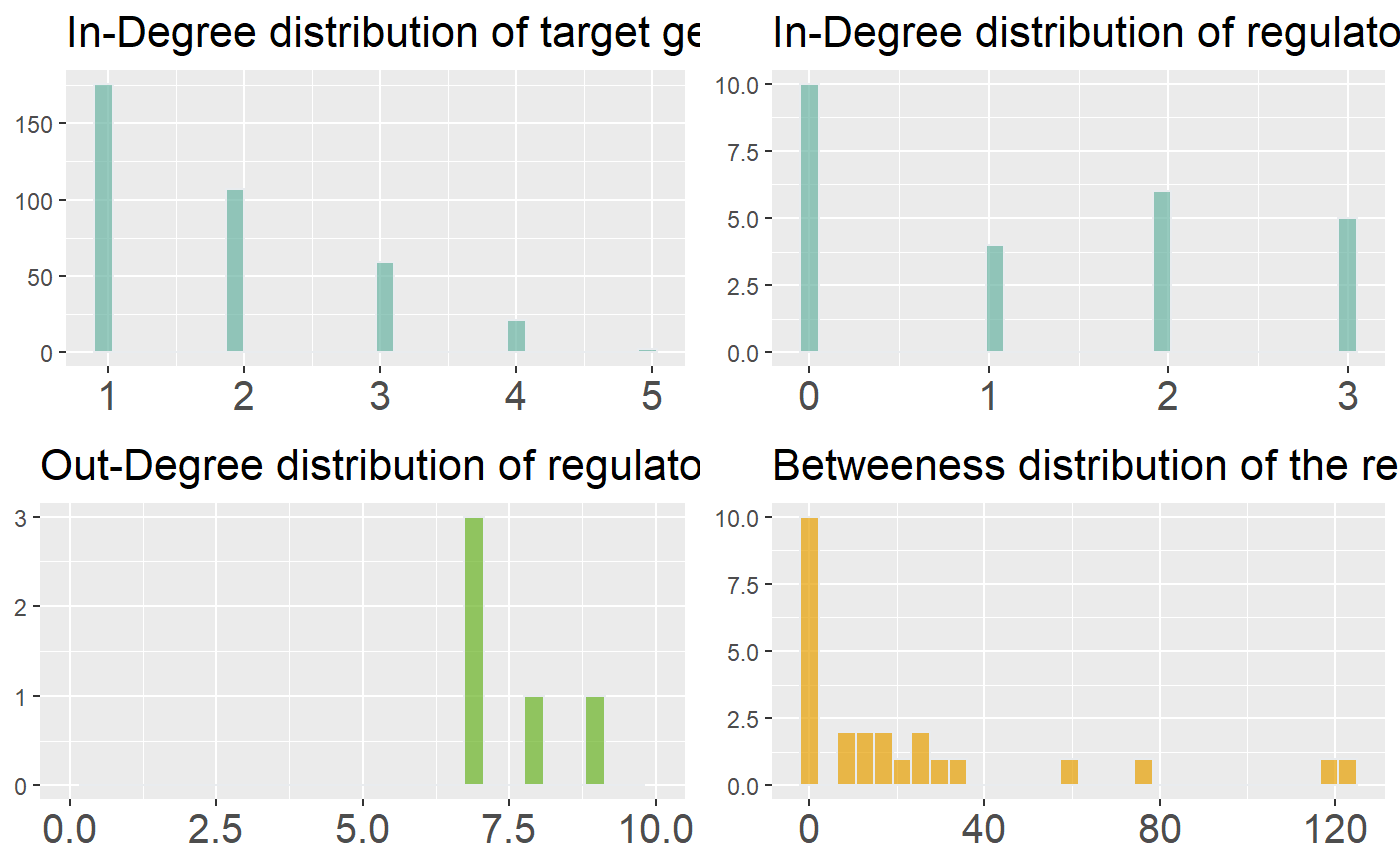 In-Degree distribution of target ge
150
100
50
0
1 2 3 4 5
In-Degree distribution of regulato
10.0
7.5
5.0
2.5
0.0
0 1 2 3
Out-Degree distribution of regulato
3
2
1
0
0.0 2.5 5.0 7.5 10.0
Betweeness distribution of the re
10.0
7.5
5.0
2.5
0.0
0 40 80 120